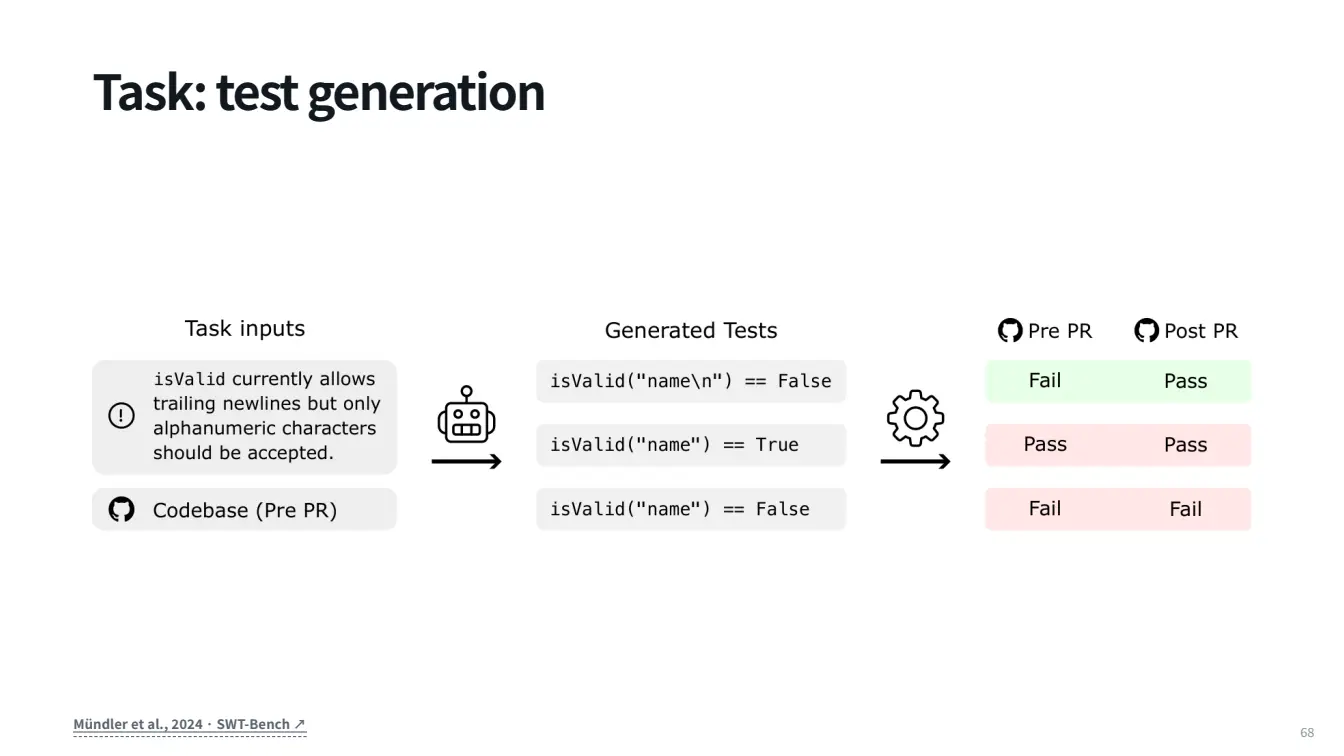 Task: test generation
Task inputs
isValid currently allows
trailing newlines but only
alphanumeric characters
should be accepted.
Codebase (Pre PR)
Generated Tests
isValid("name\n") == False
isValid("name") == True
isValid("name") == False
Pre PR Post PR
Fail Pass
Pass Pass
Fail Fail
Mündler et al., 2024 · SWT-Bench ↗
68